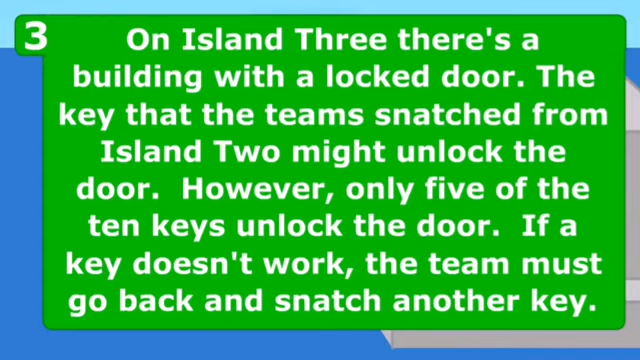 3
On Island Three there's a
building with a locked door. The
key that the teams snatched from
Island Two might unlock the
door.  However, only five of the
ten keys unlock the door.  If a
key doesn't work, the team must
go back and snatch another key.